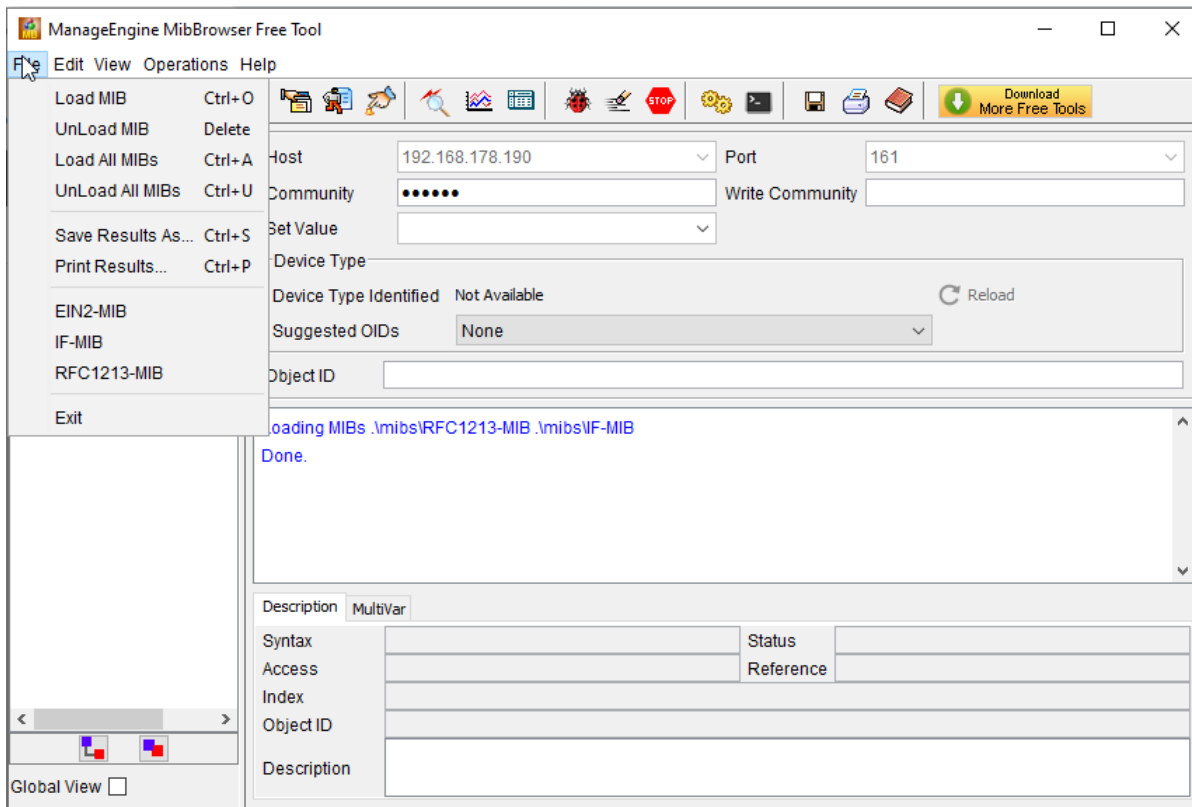 ManageEngine MibBrowser Free Tool
File Edit View Operations Help
Load MIB Ctrl+O
UnLoad MIB Delete
Load All MIBs Ctrl+A
UnLoad All MIBs Ctrl+U
Save Results As... Ctrl+S
Print Results... Ctrl+P
EIN2-MIB
IF-MIB
RFC1213-MIB
Exit
STOP
Download
More Free Tools
Host 192.168.178.190 Port 161
Community •••••• Write Community
Set Value
Device Type
Device Type Identified Not Available Reload
Suggested OIDs None
Object ID
Loading MIBs .\mibs\RFC1213-MIB .\mibs\IF-MIB
Done.
Description MultiVar
Syntax Status
Access Reference
Index
Object ID
Description
Global View